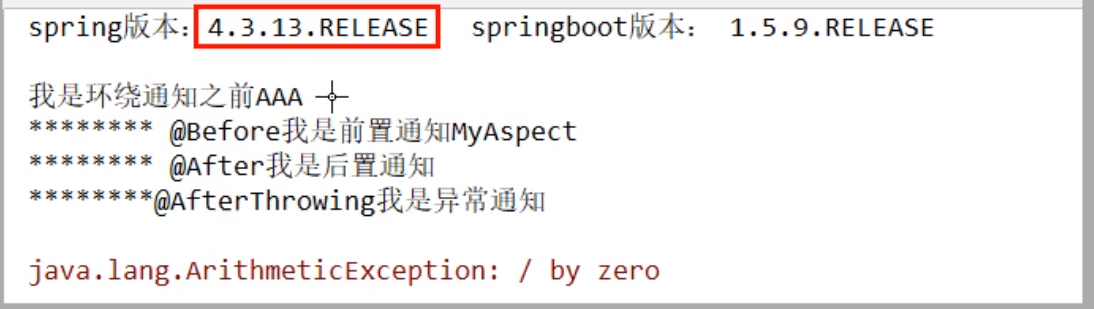 spring版本：4.3.13.RELEASE springboot版本： 1.5.9.RELEASE
我是环绕通知之前AAA
******** @Before我是前置通知MyAspect
******** @After我是后置通知
********@AfterThrowing我是异常通知
java.lang.ArithmeticException: / by zero